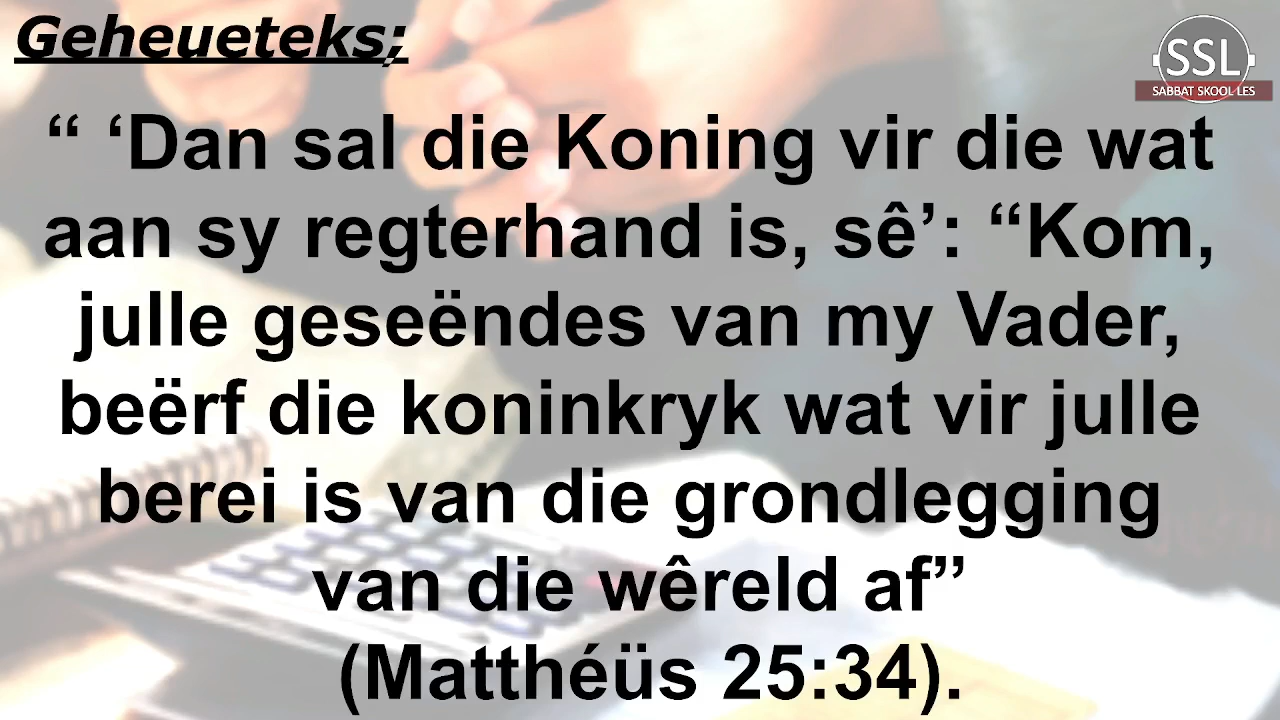 Geheueteks;
SSL
SABBAT SKOOL LES
“ ‘Dan sal die Koning vir die wat
aan sy regterhand is, sê’: “Kom,
julle geseëndes van my Vader,
beërf die koninkryk wat vir julle
berei is van die grondlegging
van die wêreld af”
(Matthéüs 25:34).